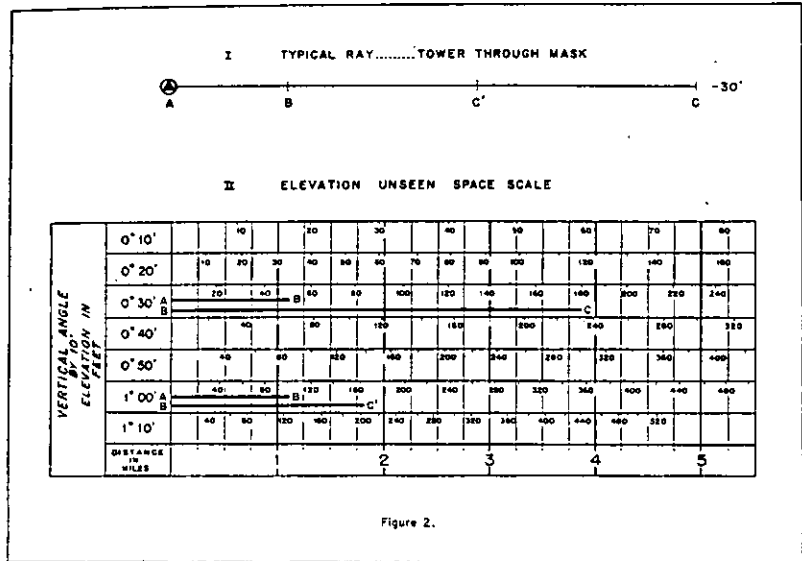 I TYPICAL RAY........TOWER THROUGH MASK
-30'
A B C' C
II ELEVATION UNSEEN SPACE SCALE
VERTICAL ANGLE
BY 10'
ELEVATION IN
FEET
0° 10' 10 20 30 40 50 60 70 80
0° 20' 10 20 30 40 50 60 70 80 90 100 120 140 160
20 40 60 80 100 120 140 160 180 200 220 240
0° 30' A B
B C
0° 40' 40 80 120 160 200 240 280 320
0° 50' 40 80 120 160 200 240 280 320 360 400
40 80 120 160 200 240 280 320 360 400 440 480
1° 00' A B
B C'
1° 10' 40 80 120 160 200 240 280 320 360 400 440 480 520
DISTANCE
IN
MILES
1 2 3 4 5
Figure 2.